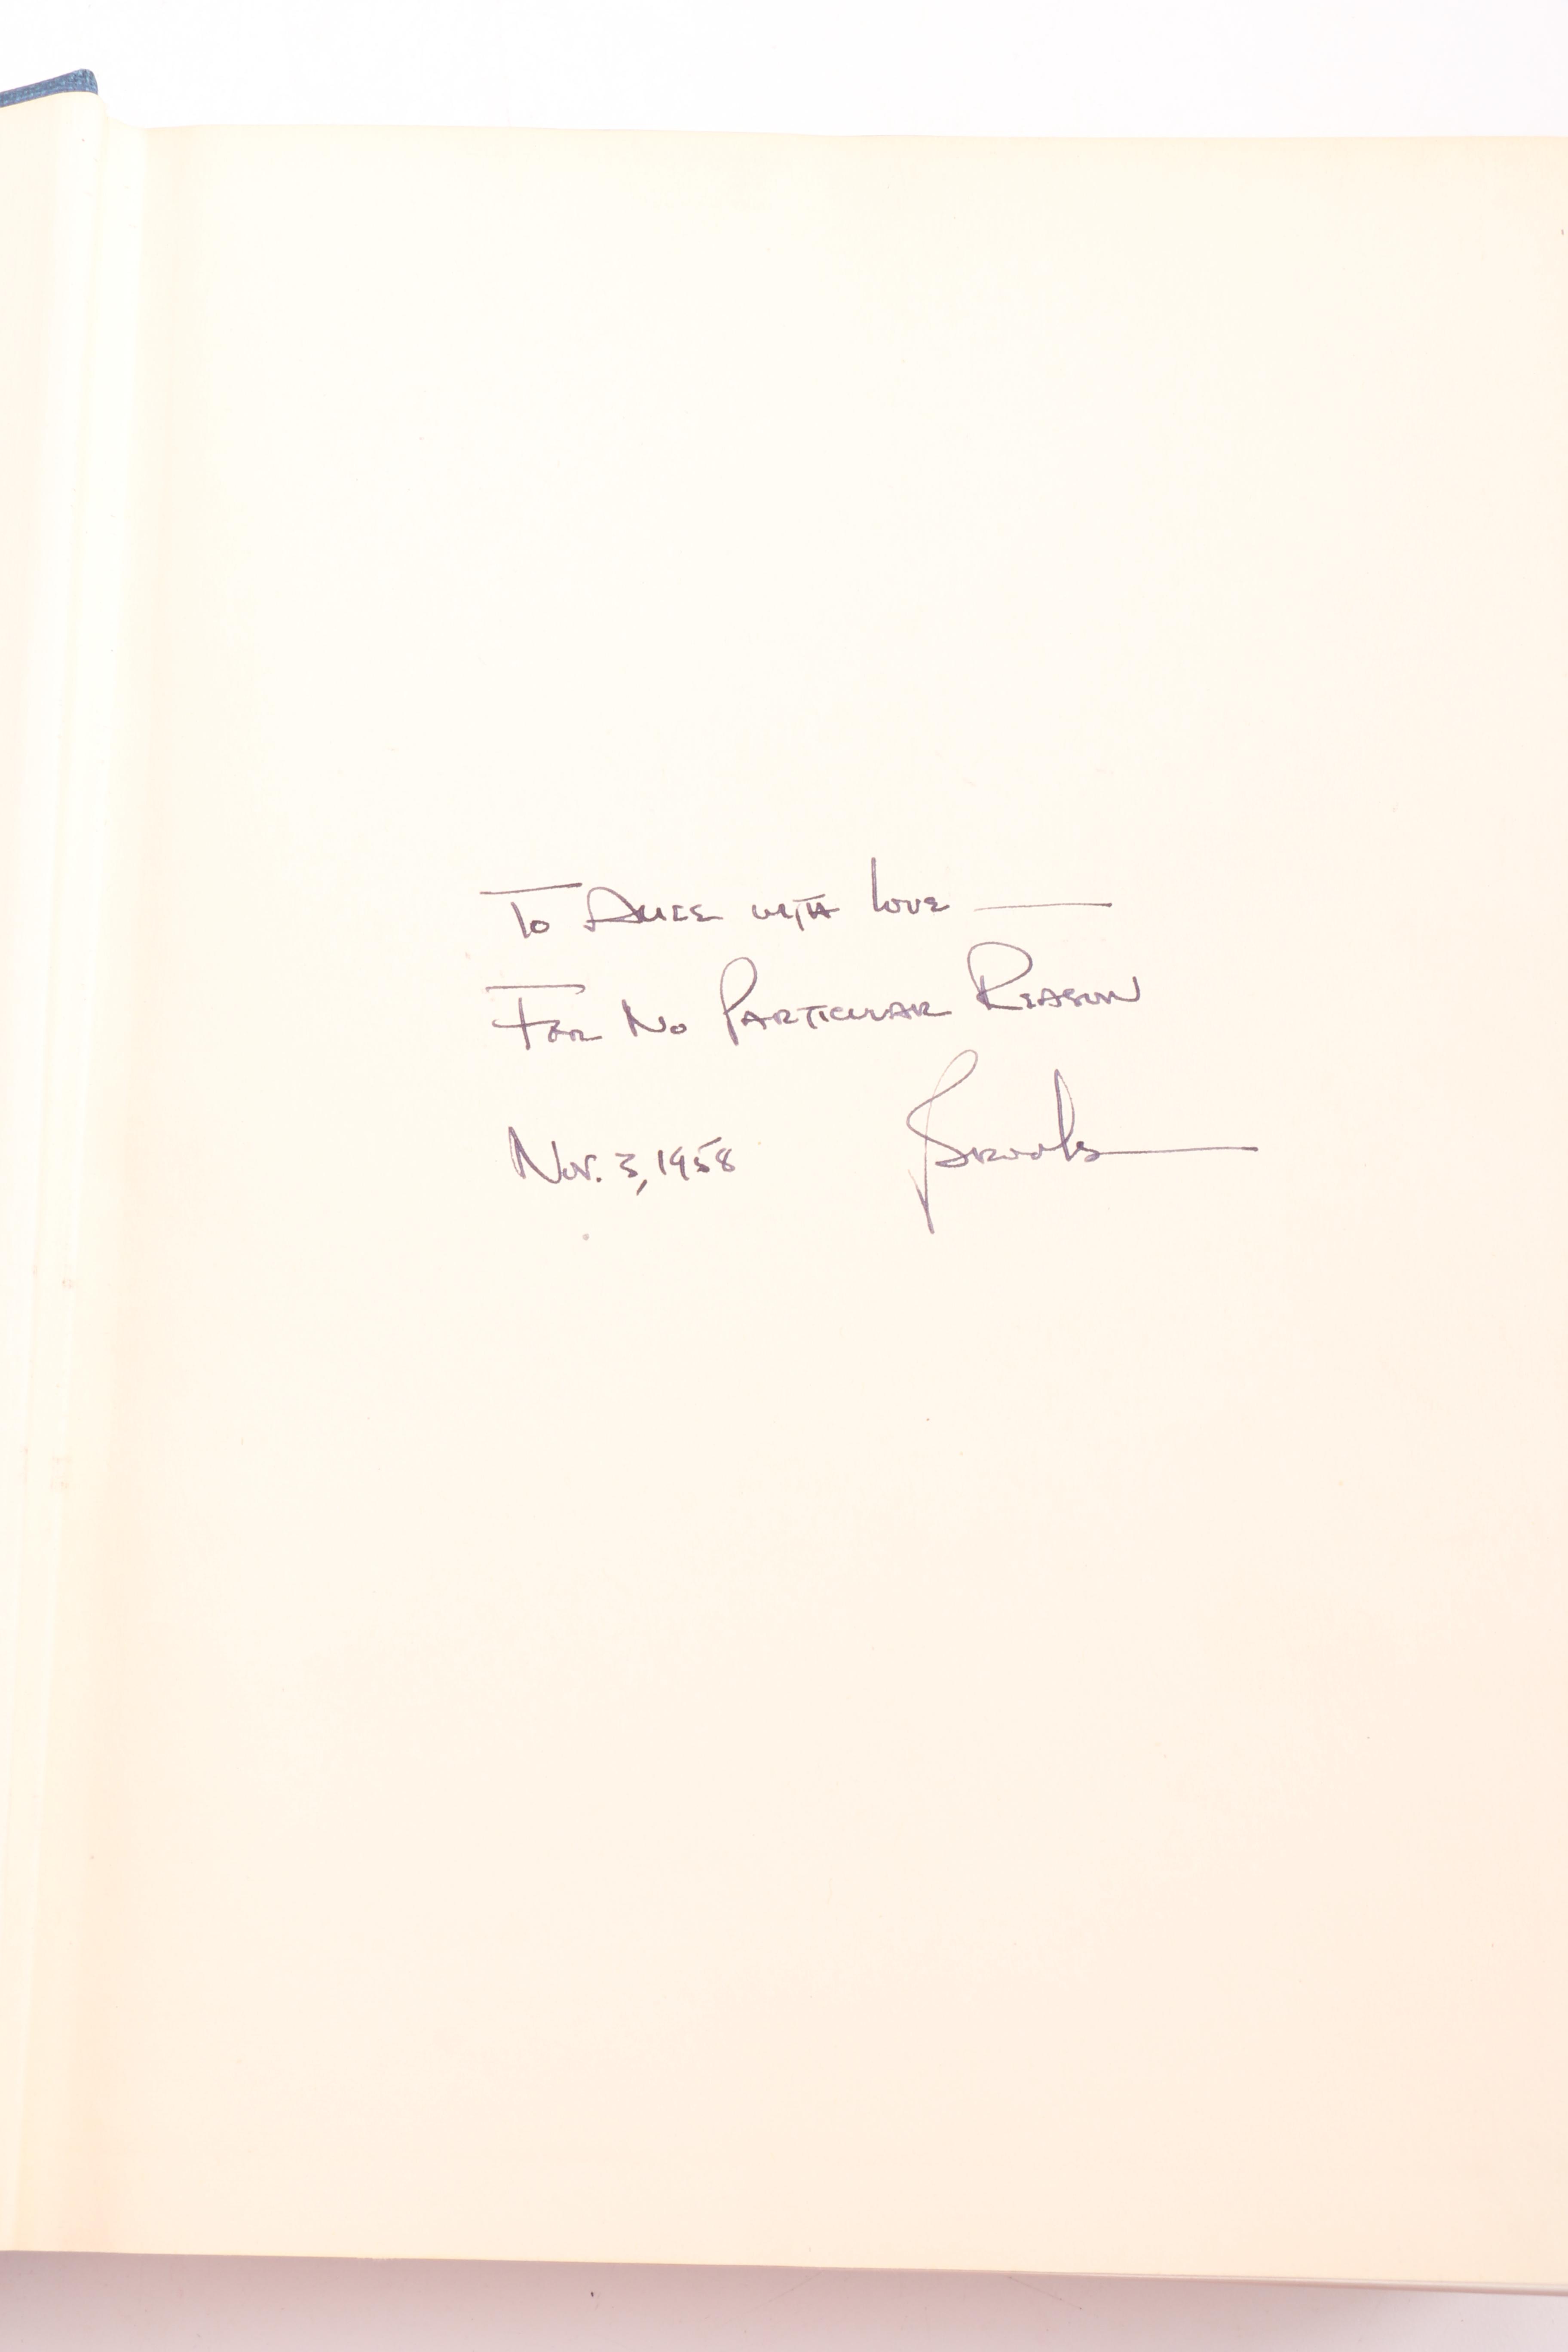 To Alice with love —
For No Particular Reason
Nov. 3, 1958 Brooks